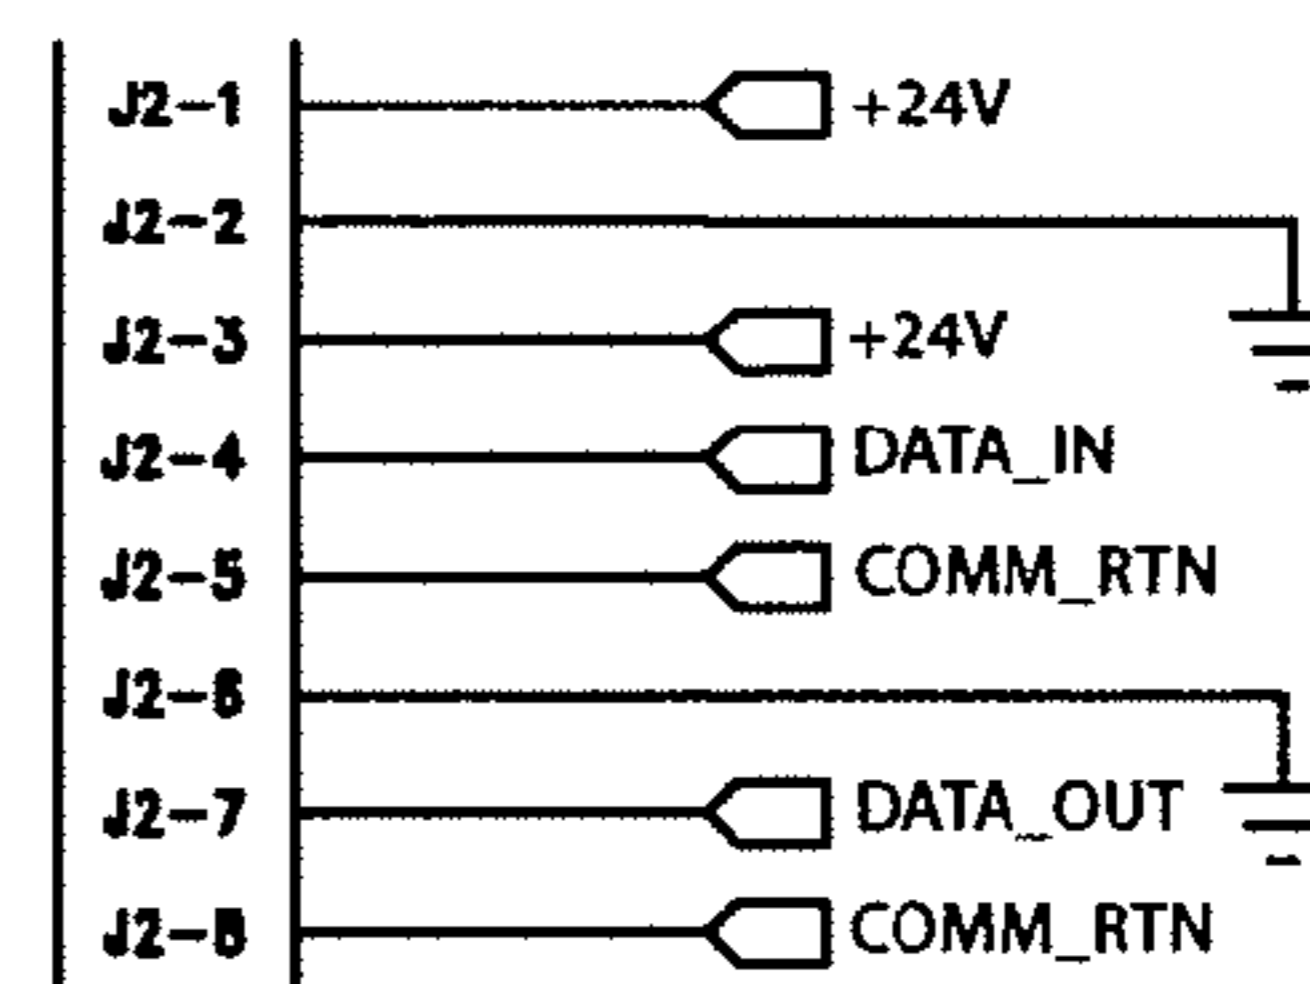 J2-1 +24V
J2-2
J2-3 +24V
J2-4 DATA_IN
J2-5 COMM_RTN
J2-6
J2-7 DATA_OUT
J2-8 COMM_RTN